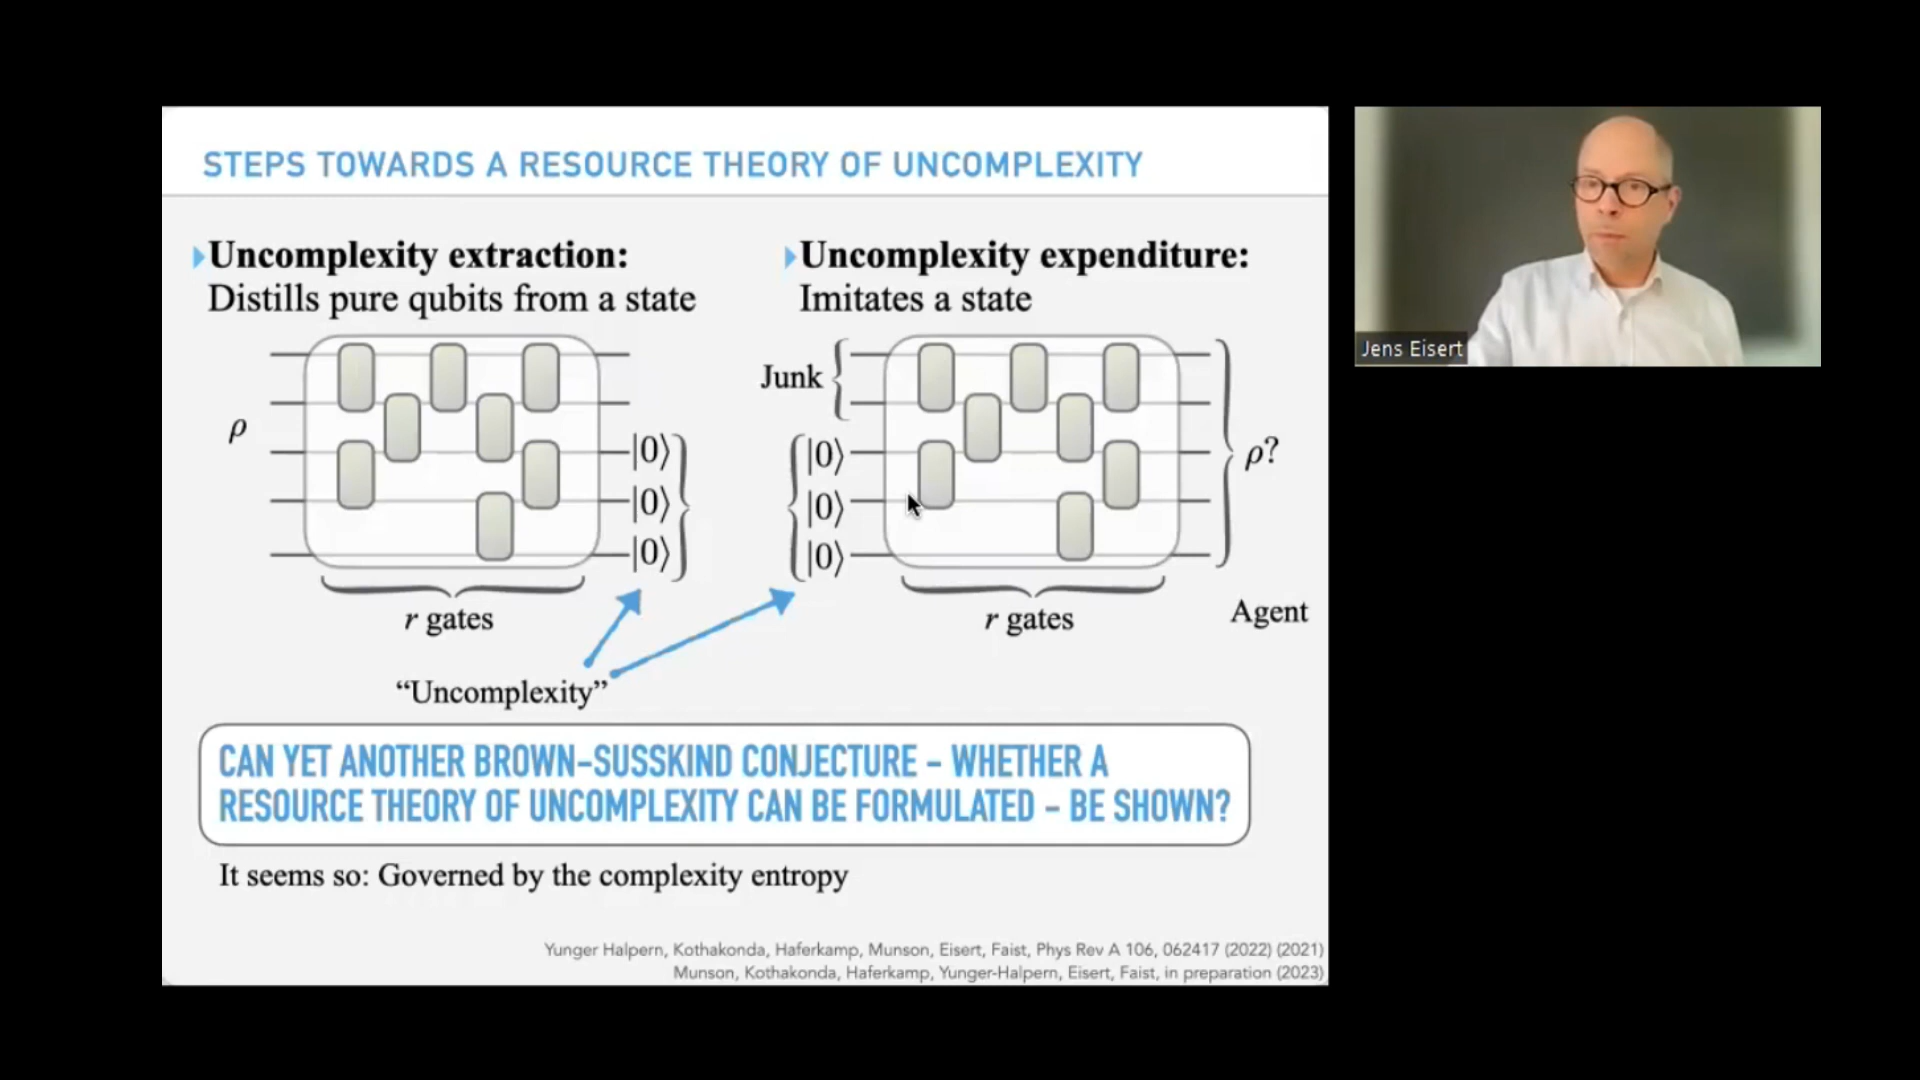 STEPS TOWARDS A RESOURCE THEORY OF UNCOMPLEXITY
Uncomplexity extraction:
Distills pure qubits from a state
ρ
|0⟩
|0⟩
|0⟩
r gates
Uncomplexity expenditure:
Imitates a state
Junk
|0⟩
|0⟩
|0⟩
ρ?
r gates
Agent
“Uncomplexity”
CAN YET ANOTHER BROWN–SUSSKIND CONJECTURE – WHETHER A
RESOURCE THEORY OF UNCOMPLEXITY CAN BE FORMULATED – BE SHOWN?
It seems so: Governed by the complexity entropy
Yunger Halpern, Kothakonda, Haferkamp, Munson, Eisert, Faist, Phys Rev A 106, 062417 (2022) (2021)
Munson, Kothakonda, Haferkamp, Yunger-Halpern, Eisert, Faist, in preparation (2023)
Jens Eisert